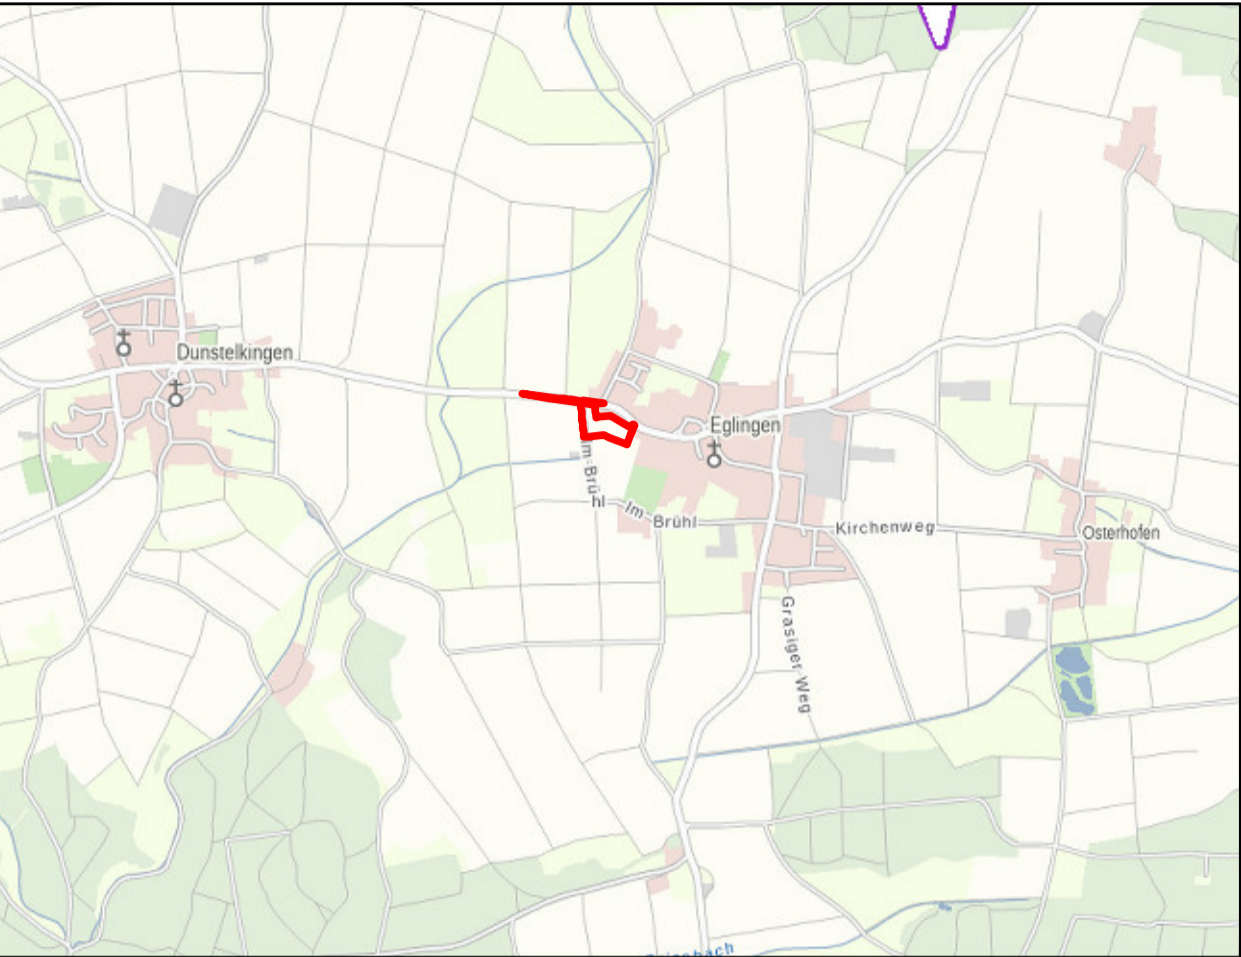 Dunstelkingen
Eglingen
Im-Brühl
Im-Brühl
Kirchenweg
Osterhofen
Grasiger-Weg